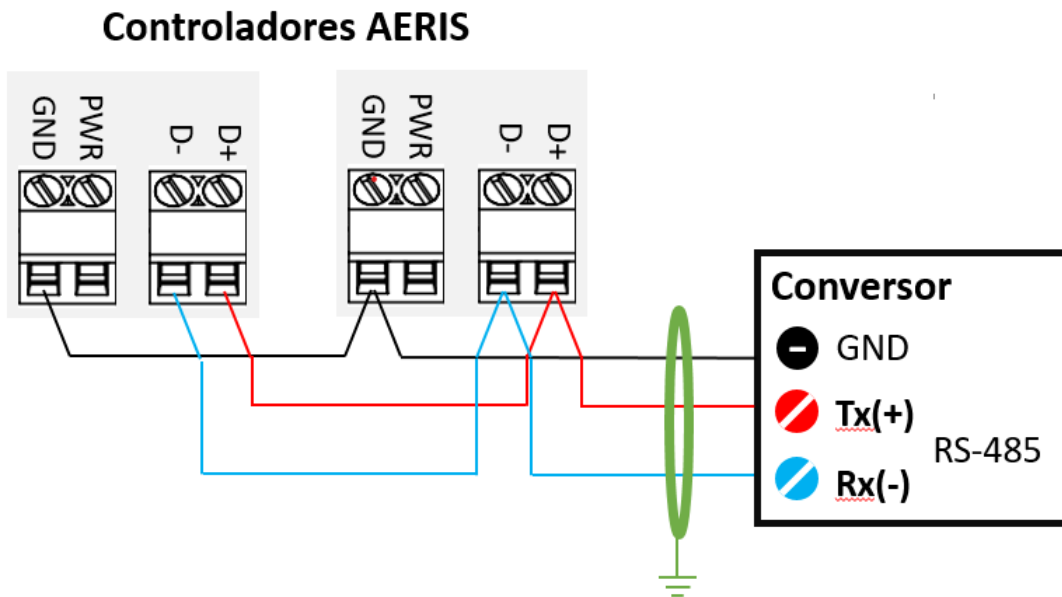 Controladores AERIS
GND PWR D- D+ GND PWR D- D+
Conversor
GND
Tx(+)
RS-485
Rx(-)